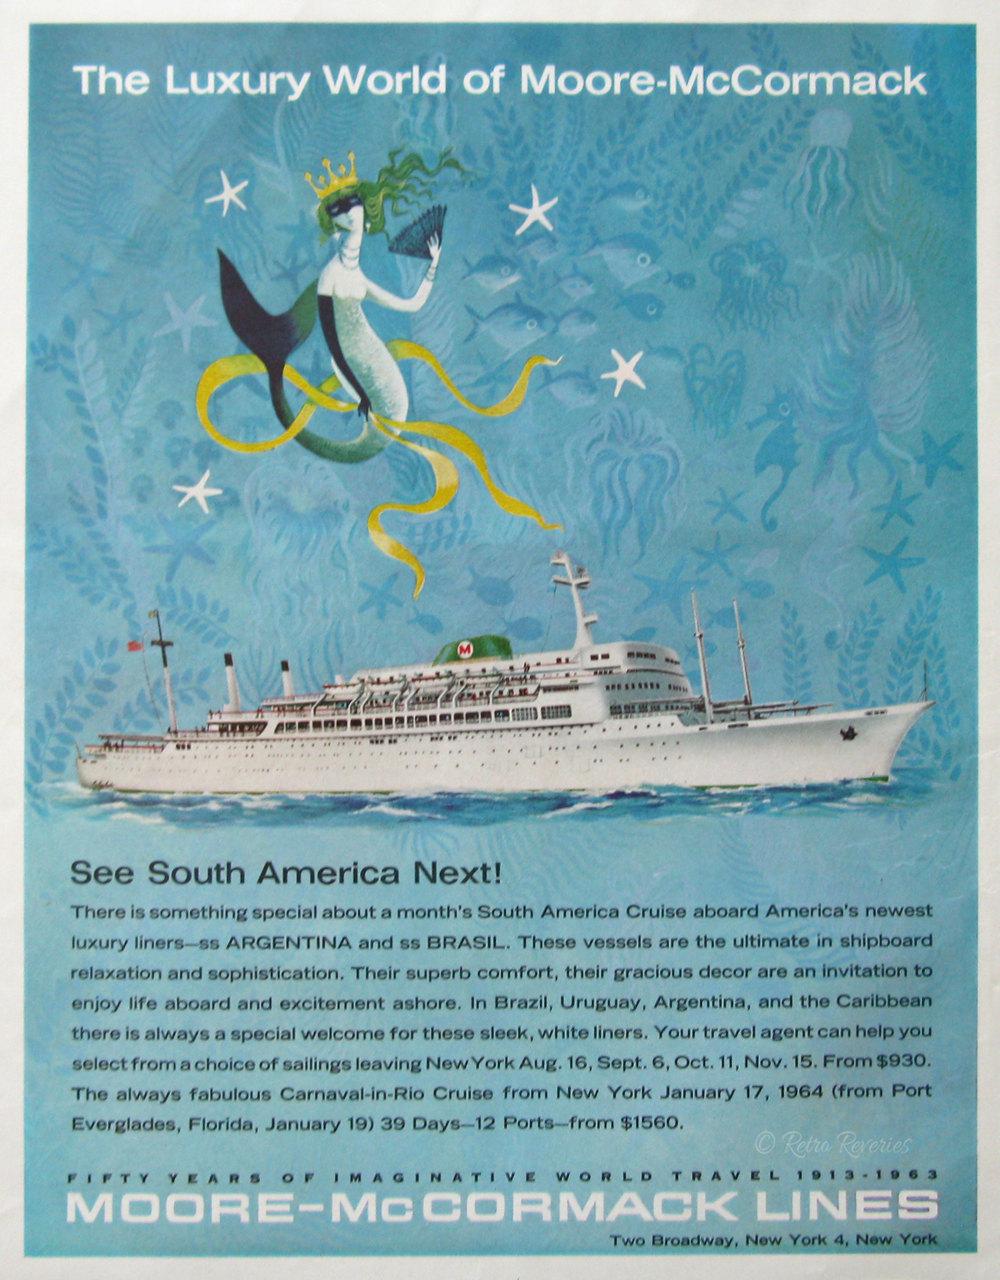 The Luxury World of Moore-McCormack
M
See South America Next!
There is something special about a month's South America Cruise aboard America's newest
luxury liners—ss ARGENTINA and ss BRASIL. These vessels are the ultimate in shipboard
relaxation and sophistication. Their superb comfort, their gracious decor are an invitation to
enjoy life aboard and excitement ashore. In Brazil, Uruguay, Argentina, and the Caribbean
there is always a special welcome for these sleek, white liners. Your travel agent can help you
select from a choice of sailings leaving New York Aug. 16, Sept. 6, Oct. 11, Nov. 15. From $930.
The always fabulous Carnaval-in-Rio Cruise from New York January 17, 1964 (from Port
Everglades, Florida, January 19) 39 Days—12 Ports—from $1560.
© Retro Reveries
FIFTY YEARS OF IMAGINATIVE WORLD TRAVEL 1913-1963
MOORE-McCORMACK LINES
Two Broadway, New York 4, New York